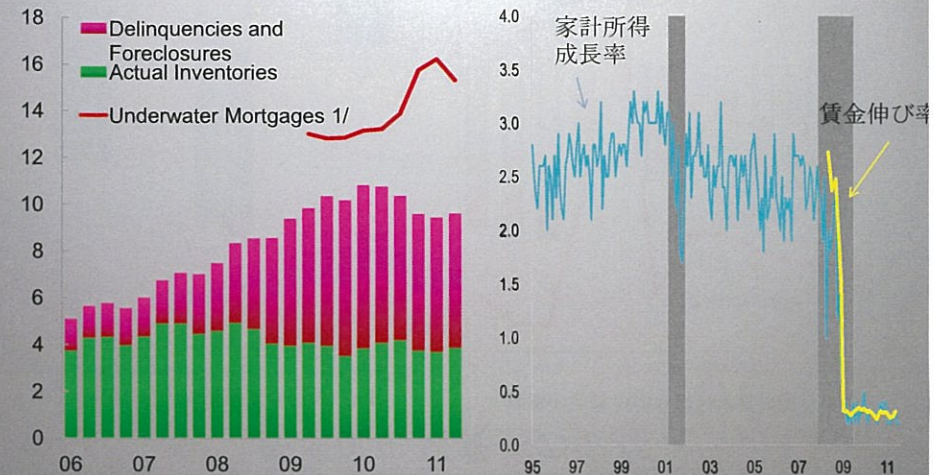 18
16
14
12
10
8
6
4
2
0
Delinquencies and
Foreclosures
Actual Inventories
Underwater Mortgages 1/
06 07 08 09 10 11
4.0
3.5
3.0
2.5
2.0
1.5
1.0
0.5
0.0
家計所得
成長率
賃金伸び率
95 97 99 01 03 05 07 09 11